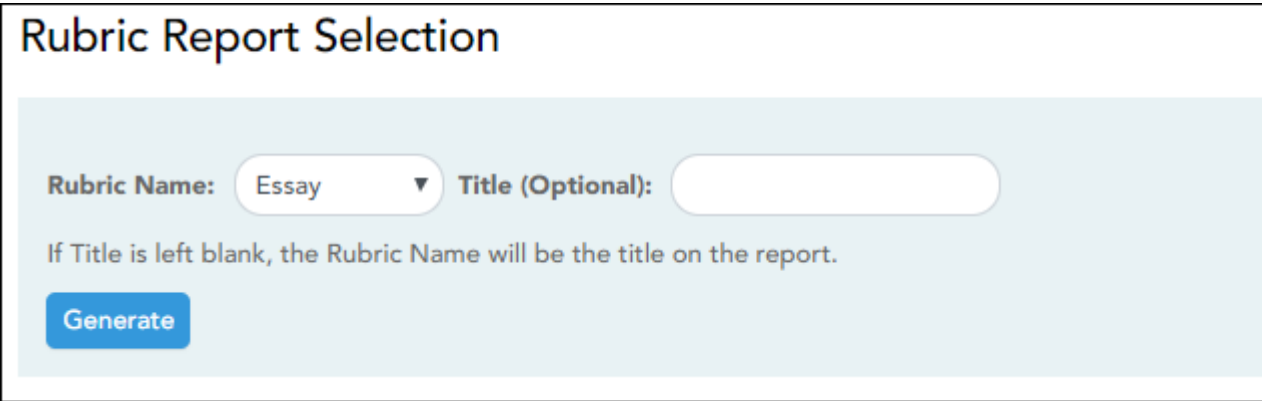 Rubric Report Selection
Rubric Name: Essay Title (Optional):
If Title is left blank, the Rubric Name will be the title on the report.
Generate